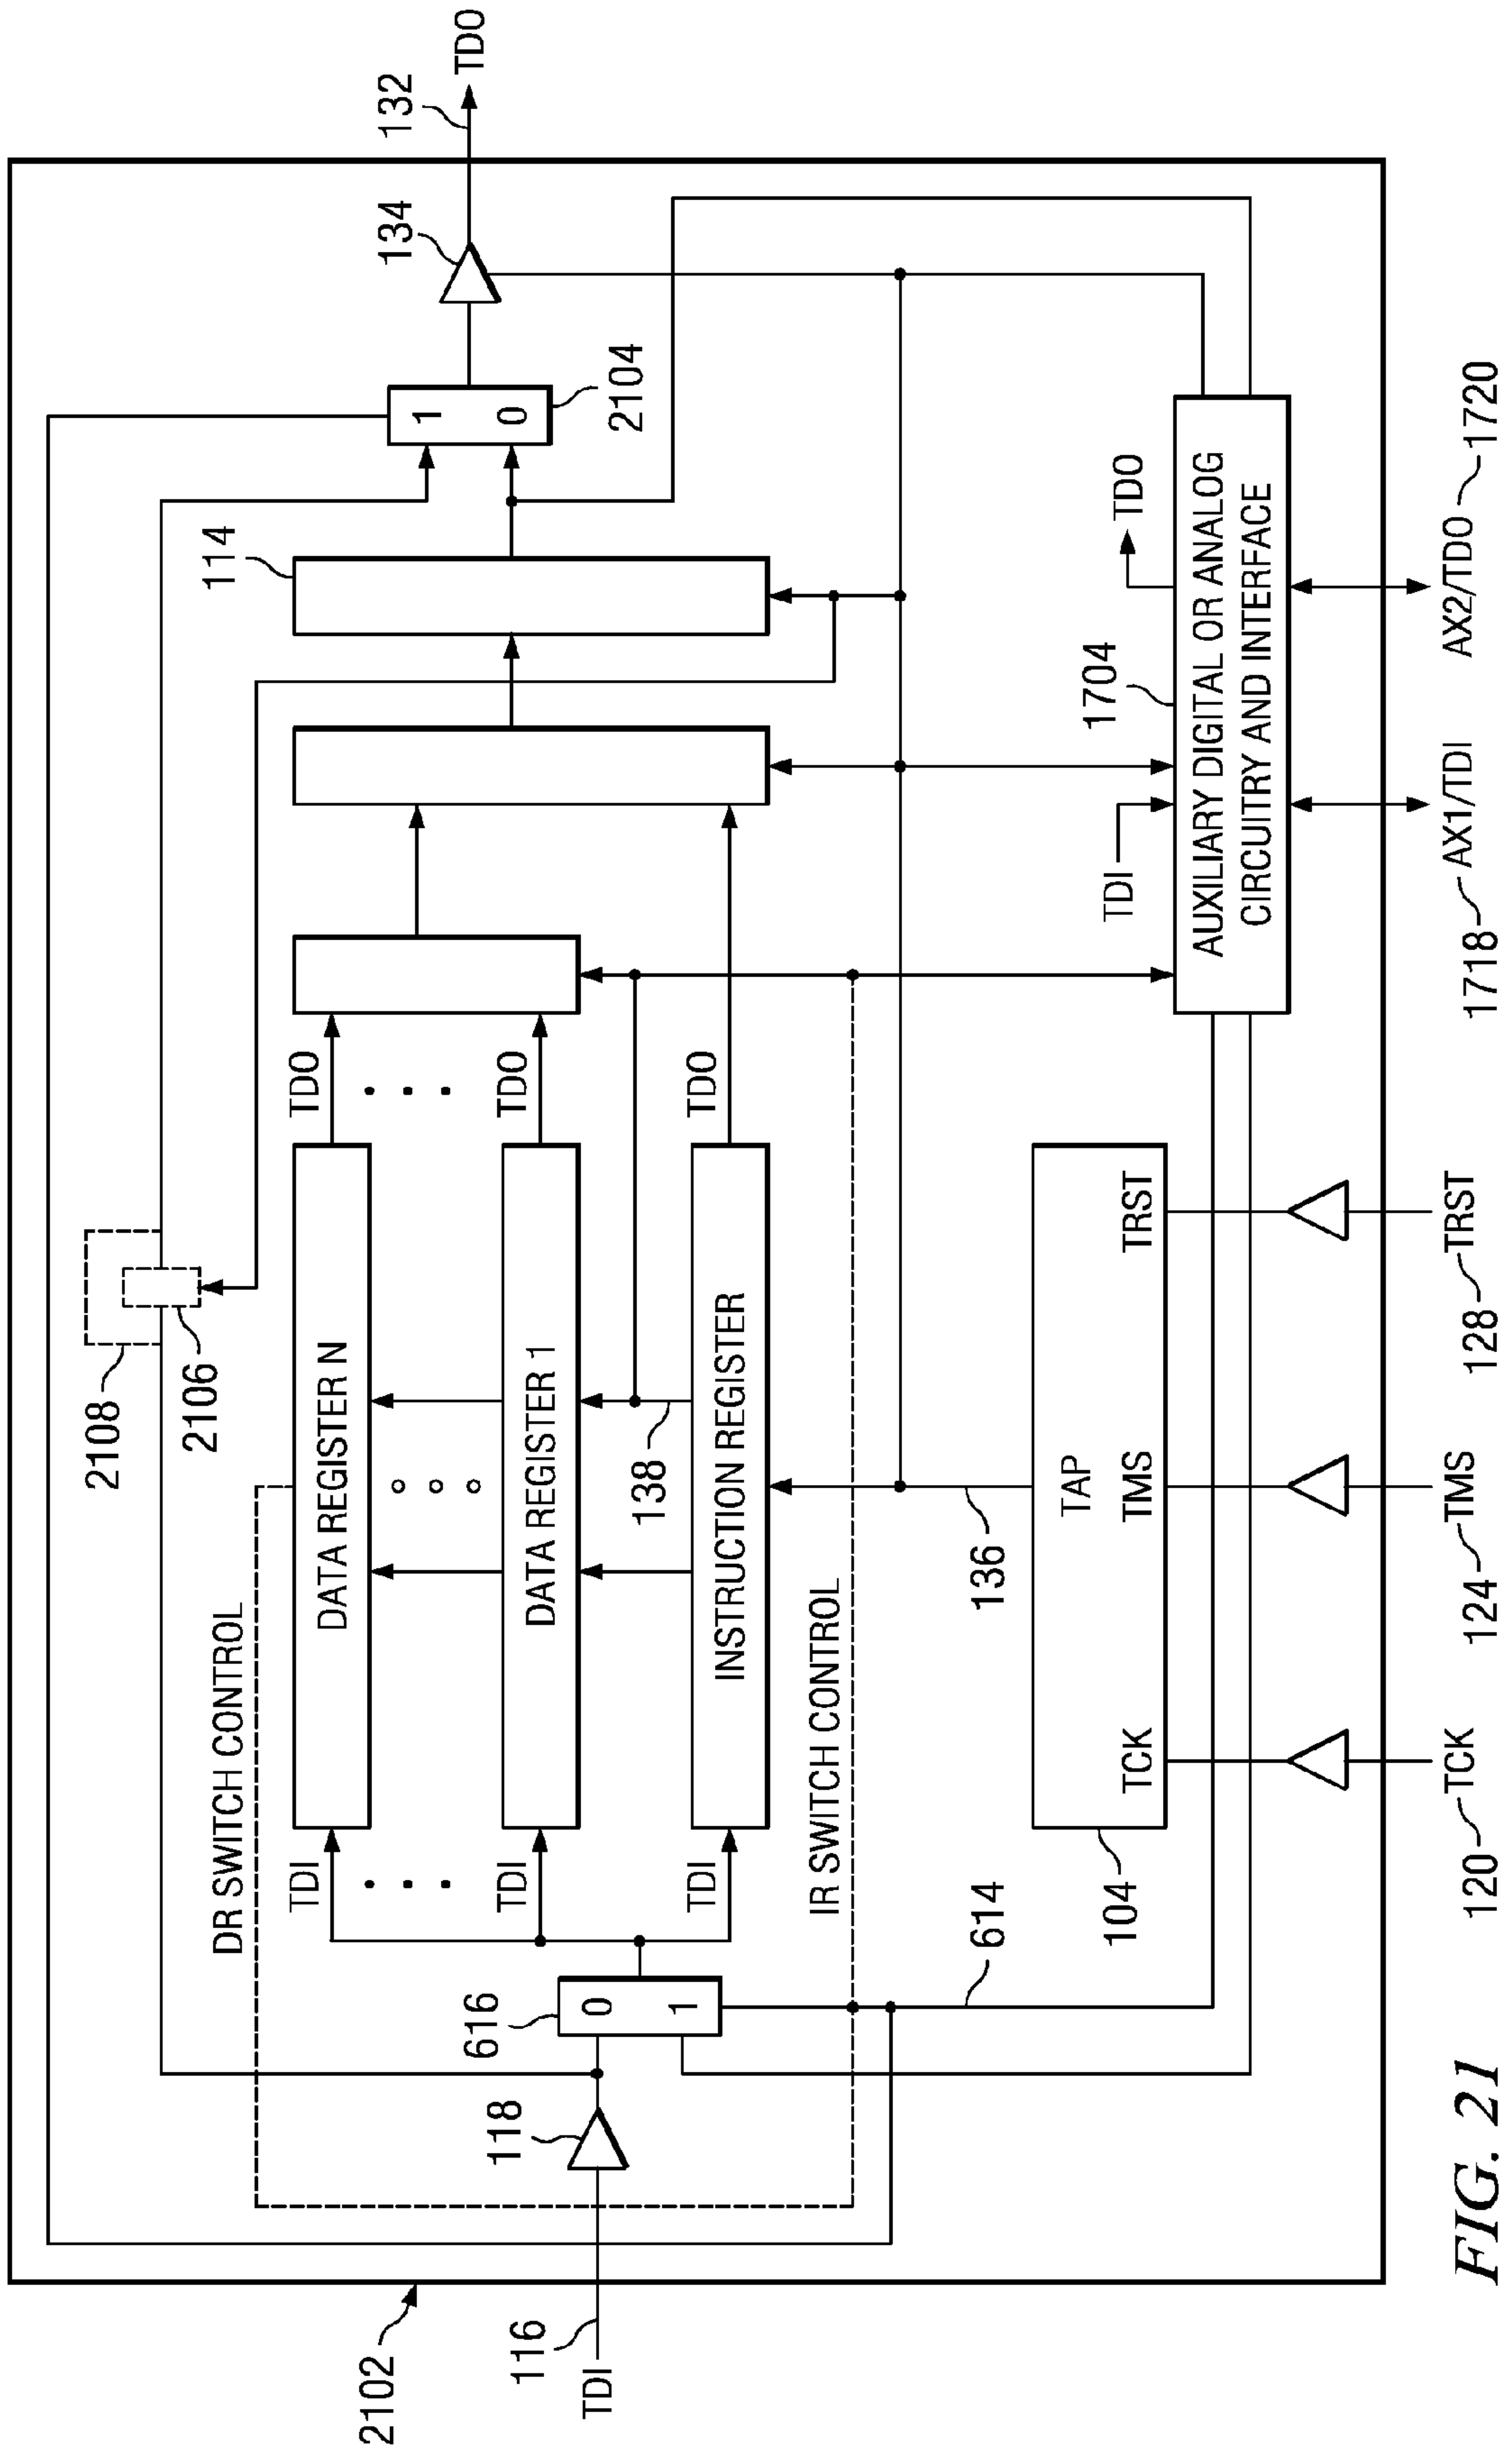 2102
116
TDI
118
616
0
1
614
DR SWITCH CONTROL
IR SWITCH CONTROL
2108
2106
TDI
TDI
TDI
DATA REGISTER N
DATA REGISTER 1
INSTRUCTION REGISTER
138
136
TDO
TDO
TDO
114
1
0
2104
134
132
TDO
104
TAP
TCK
TMS
TRST
1704
TDI
TDO
AUXILIARY DIGITAL OR ANALOG
CIRCUITRY AND INTERFACE
120 TCK
124 TMS
128 TRST
1718 AX1/TDI
AX2/TDO 1720
FIG. 21